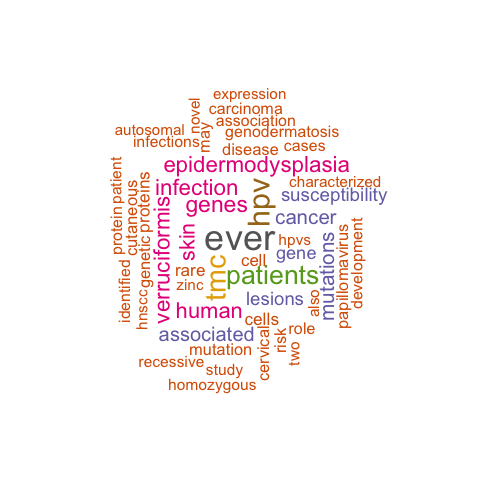 expression
carcinoma
novel
association
may
autosomal
genodermatosis
infections
disease
cases
epidermodysplasia
characterized
infection
susceptibility
hpv
genes
patient
protein
cutaneous
proteins
genetic
verruciformis
skin
cancer
ever
hpvs
gene
mutations
virus
papilloma
development
cell
rare
tmc
patients
zinc
identified
hnscc
lesions
also
human
cells
role
associated
cervical
risk
two
mutation
recessive
study
homozygous